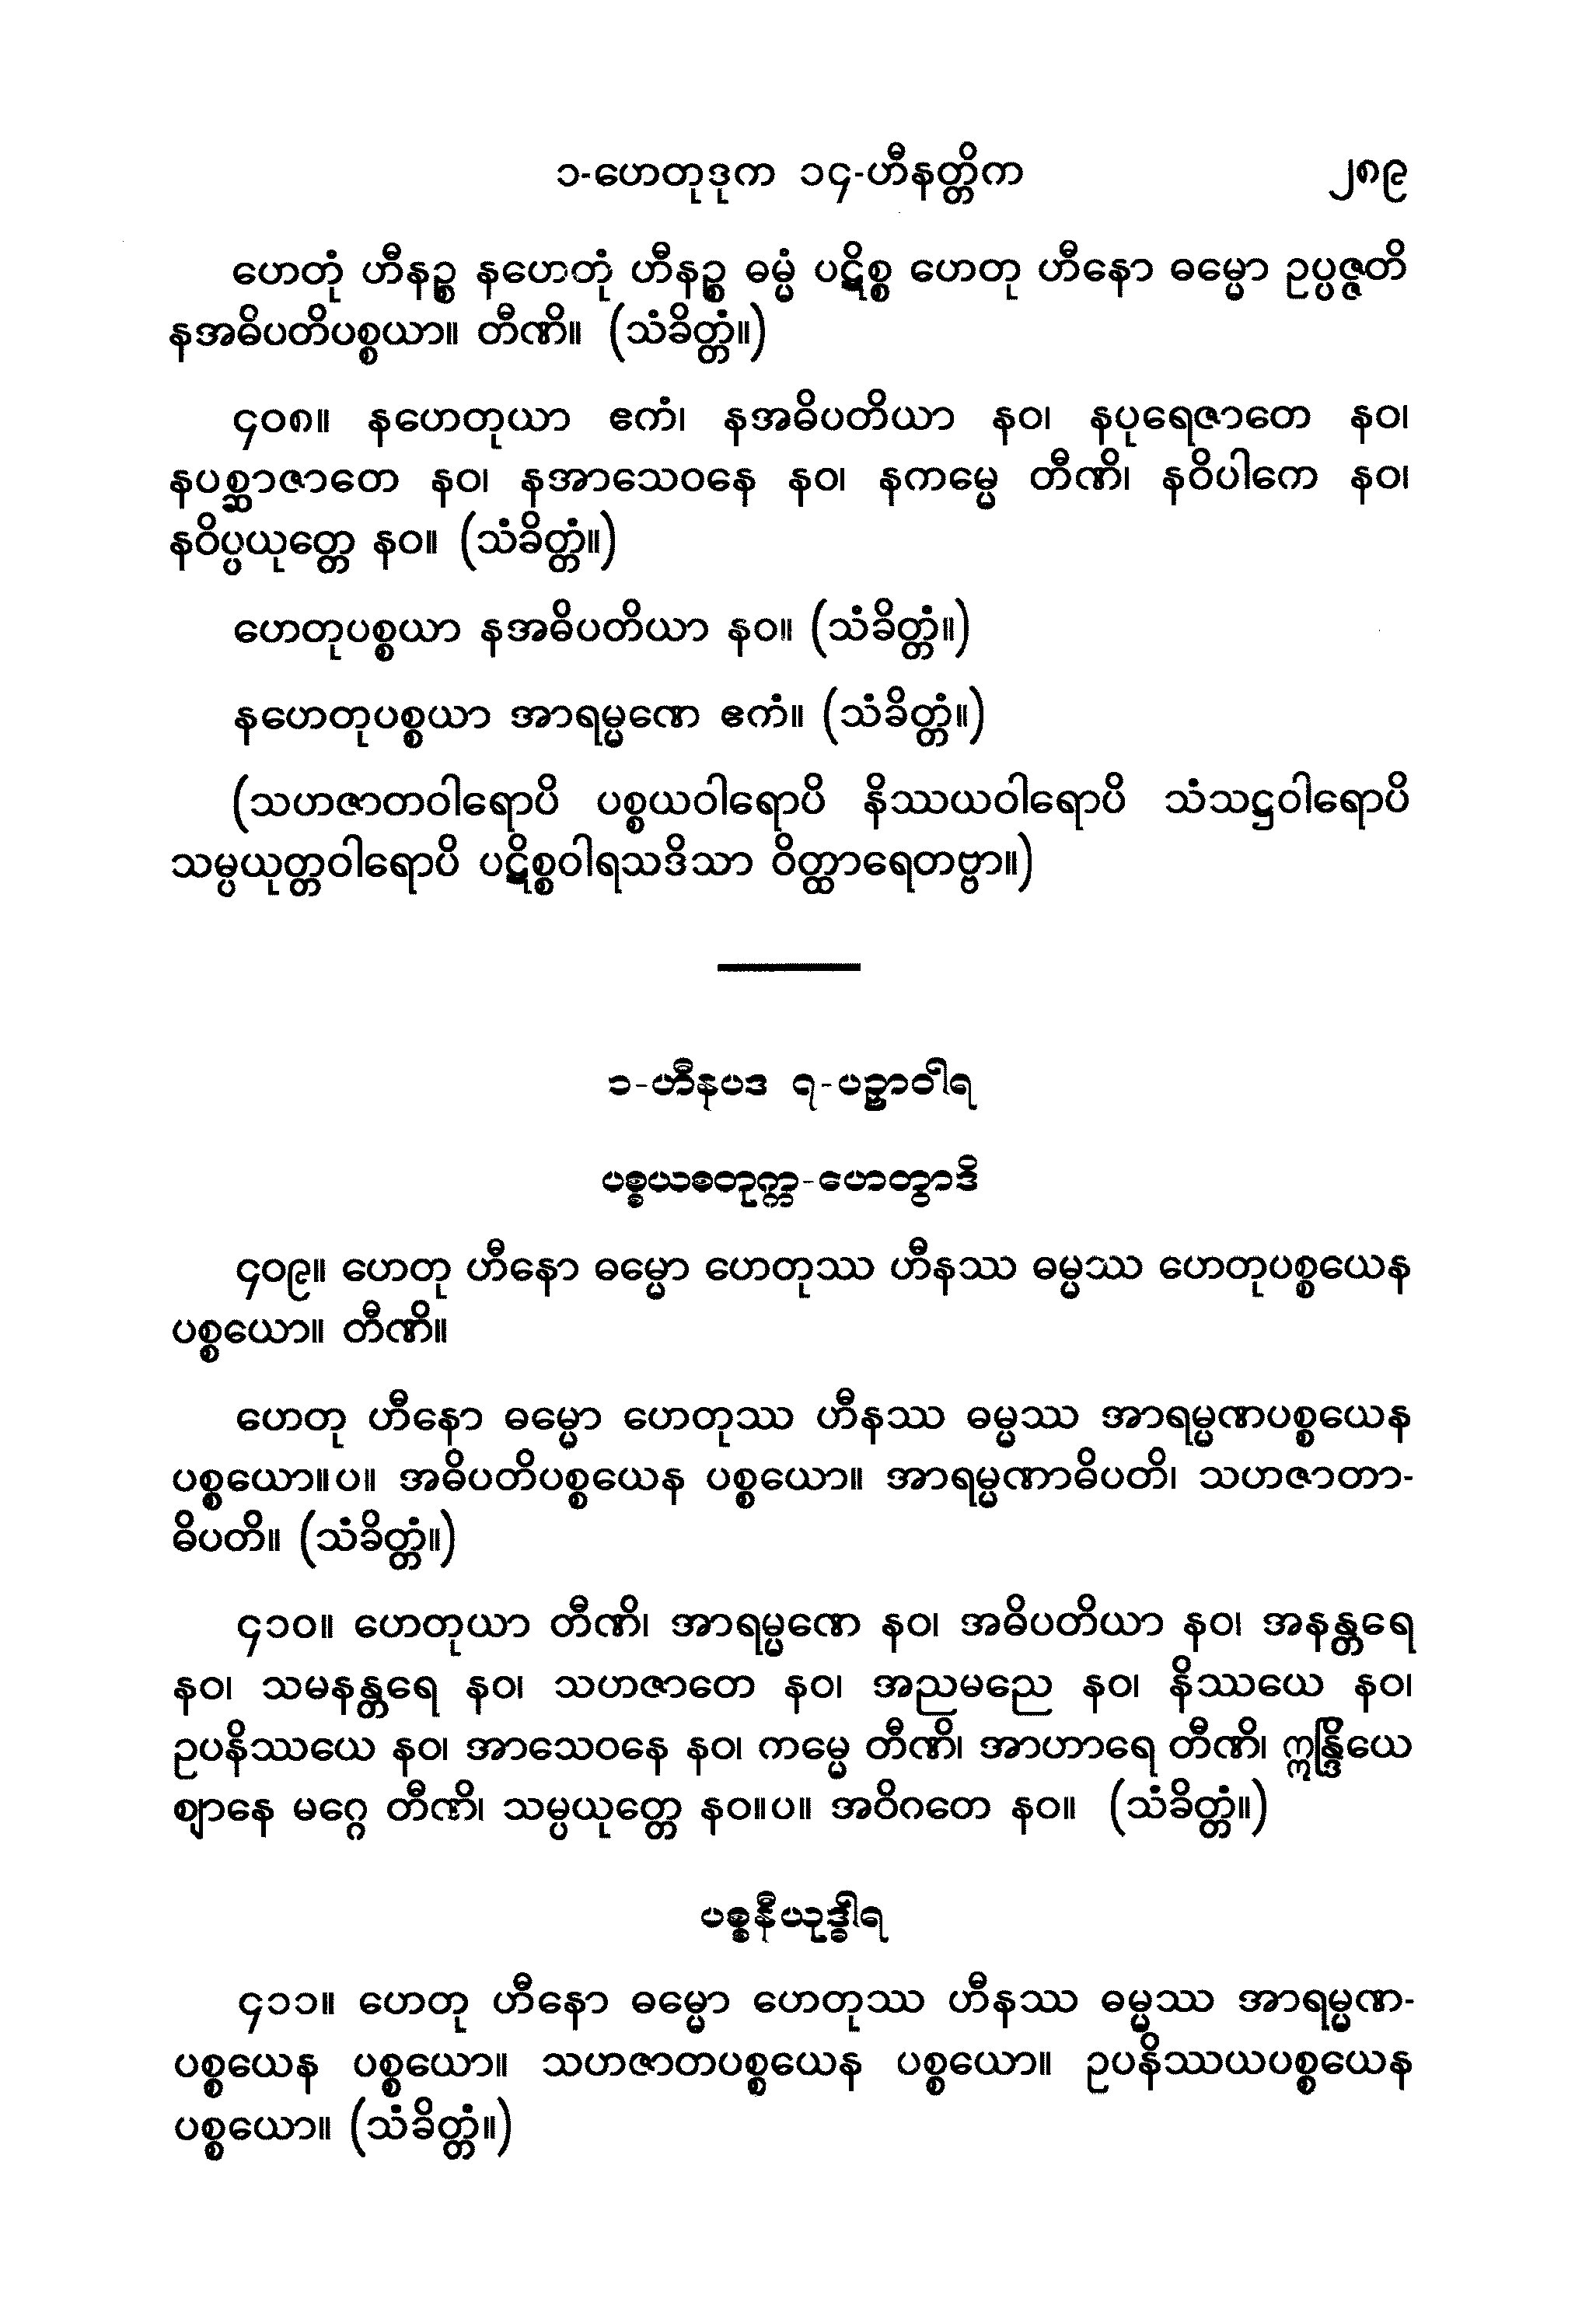 ၁-ဟေတုဒုက ၁၄-ဟီနတ္တိက ၂၈၉
ဟေတုံ ဟီနဉ္စ နဟေတုံ ဟီနဉ္စ ဓမ္မံ ပဋိစ္စ ဟေတု ဟီနော ဓမ္မော ဥပ္ပဇ္ဇတိ
နအဓိပတိပစ္စယာ။ တီဏိ။ (သံခိတ္တံ။)
၄၀၈။ နဟေတုယာ ဧကံ၊ နအဓိပတိယာ နဝ၊ နပုရေဇာတေ နဝ၊
နပစ္ဆာဇာတေ နဝ၊ နအာသေဝနေ နဝ၊ နကမ္မေ တီဏိ၊ နဝိပါကေ နဝ၊
နဝိပ္ပယုတ္တေ နဝ။ (သံခိတ္တံ။)
ဟေတုပစ္စယာ နအဓိပတိယာ နဝ။ (သံခိတ္တံ။)
နဟေတုပစ္စယာ အာရမ္မဏေ ဧကံ။ (သံခိတ္တံ။)
(သဟဇာတဝါရောပိ ပစ္စယဝါရောပိ နိဿယဝါရောပိ သံသဋ္ဌဝါရောပိ
သမ္ပယုတ္တဝါရောပိ ပဋိစ္စဝါရသဒိသာ ဝိတ္ထာရေတဗ္ဗာ။)
၁-ဟီနပဒ ၇-ပဉှာဝါရ
ပစ္စယစတုက္က-ဟေတွာဒိ
၄၀၉။ ဟေတု ဟီနော ဓမ္မော ဟေတုဿ ဟီနဿ ဓမ္မဿ ဟေတုပစ္စယေန
ပစ္စယော။ တီဏိ။
ဟေတု ဟီနော ဓမ္မော ဟေတုဿ ဟီနဿ ဓမ္မဿ အာရမ္မဏပစ္စယေန
ပစ္စယော။ပ။ အဓိပတိပစ္စယေန ပစ္စယော။ အာရမ္မဏာဓိပတိ၊ သဟဇာတာ-
ဓိပတိ။ (သံခိတ္တံ။)
၄၁၀။ ဟေတုယာ တီဏိ၊ အာရမ္မဏေ နဝ၊ အဓိပတိယာ နဝ၊ အနန္တရေ
နဝ၊ သမနန္တရေ နဝ၊ သဟဇာတေ နဝ၊ အညမညေ နဝ၊ နိဿယေ နဝ၊
ဥပနိဿယေ နဝ၊ အာသေဝနေ နဝ၊ ကမ္မေ တီဏိ၊ အာဟာရေ တီဏိ၊ ဣန္ဒြိယေ
ဈာနေ မဂ္ဂေ တီဏိ၊ သမ္ပယုတ္တေ နဝ။ပ။ အဝိဂတေ နဝ။ (သံခိတ္တံ။)
ပစ္စနီယုဒ္ဓါရ
၄၁၁။ ဟေတု ဟီနော ဓမ္မော ဟေတုဿ ဟီနဿ ဓမ္မဿ အာရမ္မဏ-
ပစ္စယေန ပစ္စယော။ သဟဇာတပစ္စယေန ပစ္စယော။ ဥပနိဿယပစ္စယေန
ပစ္စယော။ (သံခိတ္တံ။)